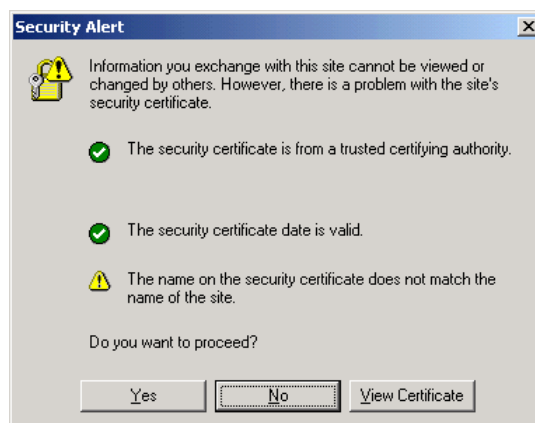 Security Alert
Information you exchange with this site cannot be viewed or
changed by others. However, there is a problem with the site's
security certificate.
The security certificate is from a trusted certifying authority.
The security certificate date is valid.
The name on the security certificate does not match the
name of the site.
Do you want to proceed?
Yes No View Certificate